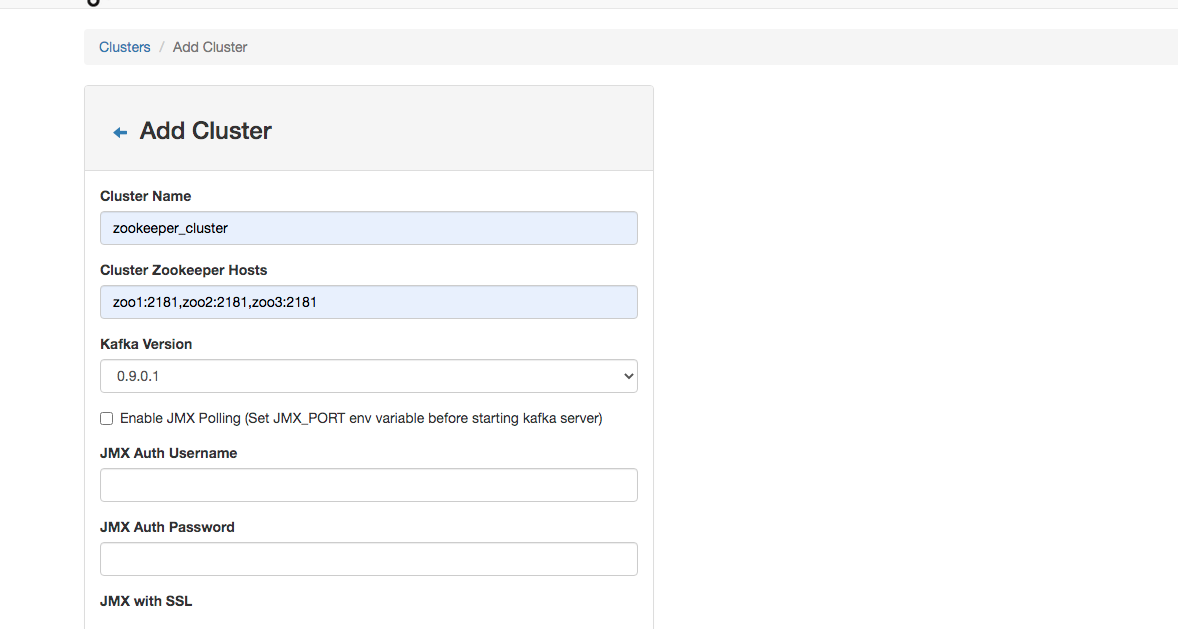 Clusters / Add Cluster
Add Cluster
Cluster Name
zookeeper_cluster
Cluster Zookeeper Hosts
zoo1:2181,zoo2:2181,zoo3:2181
Kafka Version
0.9.0.1
Enable JMX Polling (Set JMX_PORT env variable before starting kafka server)
JMX Auth Username
JMX Auth Password
JMX with SSL